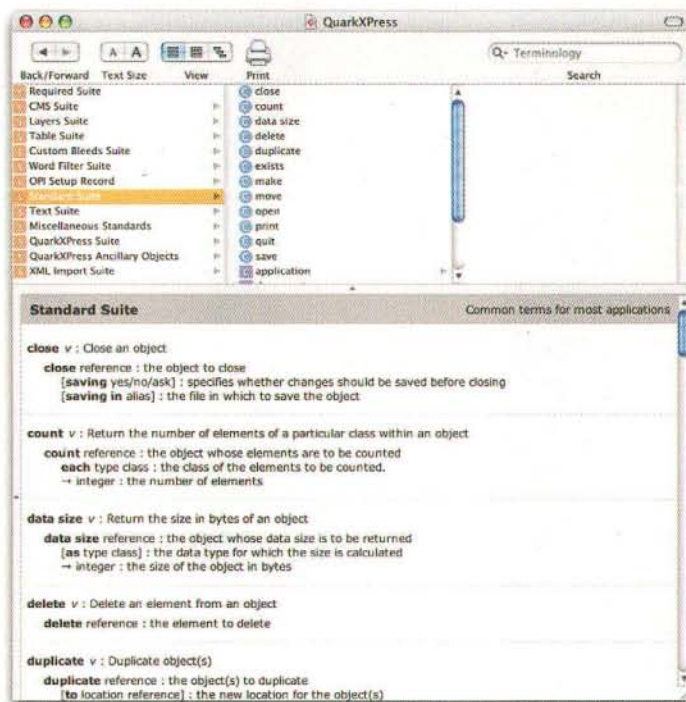 QuarkXPress
A A
Q- Terminology
Back/Forward Text Size View Print Search
Required Suite
CMS Suite
Layers Suite
Table Suite
Custom Bleeds Suite
Word Filter Suite
OPI Setup Record
Standard Suite
Text Suite
Miscellaneous Standards
QuarkXPress Suite
QuarkXPress Ancillary Objects
XML Import Suite
C close
C count
C data size
C delete
C duplicate
C exists
C make
C move
C open
C print
C quit
C save
C application
Standard Suite Common terms for most applications
close v : Close an object
close reference : the object to close
[saving yes/no/ask] : specifies whether changes should be saved before closing
[saving in alias] : the file in which to save the object
count v : Return the number of elements of a particular class within an object
count reference : the object whose elements are to be counted
each type class : the class of the elements to be counted.
→ integer : the number of elements
data size v : Return the size in bytes of an object
data size reference : the object whose data size is to be returned
[as type class] : the data type for which the size is calculated
→ integer : the size of the object in bytes
delete v : Delete an element from an object
delete reference : the element to delete
duplicate v : Duplicate object(s)
duplicate reference : the object(s) to duplicate
[to location reference] : the new location for the object(s)